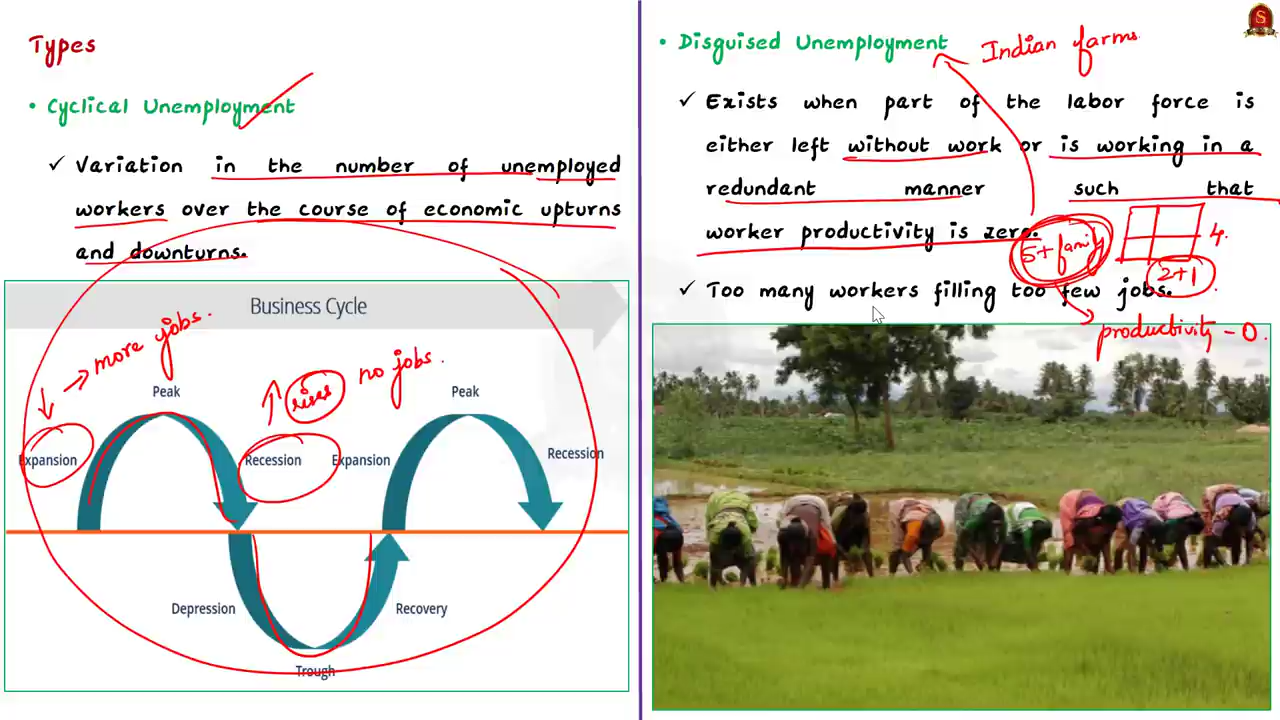 Types
• Cyclical Unemployment
✓ Variation in the number of unemployed
workers over the course of economic upturns
and downturns.
Business Cycle
→ more jobs.
↑ rises no jobs.
Peak
Peak
Expansion
Recession
Expansion
Recession
Depression
Recovery
Trough
• Disguised Unemployment
Indian farms
✓ Exists when part of the labor force is
either left without work or is working in a
redundant manner such that
worker productivity is zero.
5+ family
4.
2+1
✓ Too many workers filling too few jobs.
productivity - 0.
S